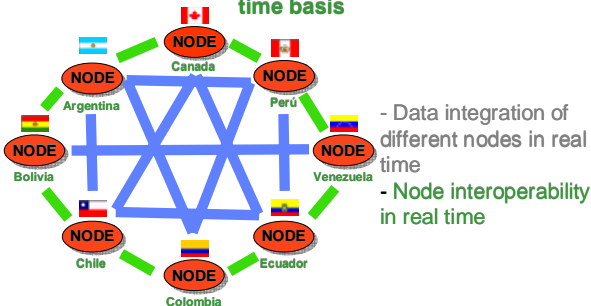 time basis
NODE
Canada
NODE
Argentina
NODE
Perú
NODE
Bolivia
NODE
Venezuela
NODE
Chile
NODE
Ecuador
NODE
Colombia
- Data integration of
different nodes in real
time
- Node interoperability
in real time